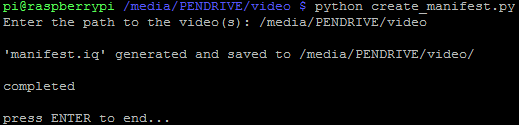 pi@raspberrypi /media/PENDRIVE/video $ python create_manifest.py
Enter the path to the video(s): /media/PENDRIVE/video
'manifest.iq' generated and saved to /media/PENDRIVE/video/
completed
press ENTER to end...